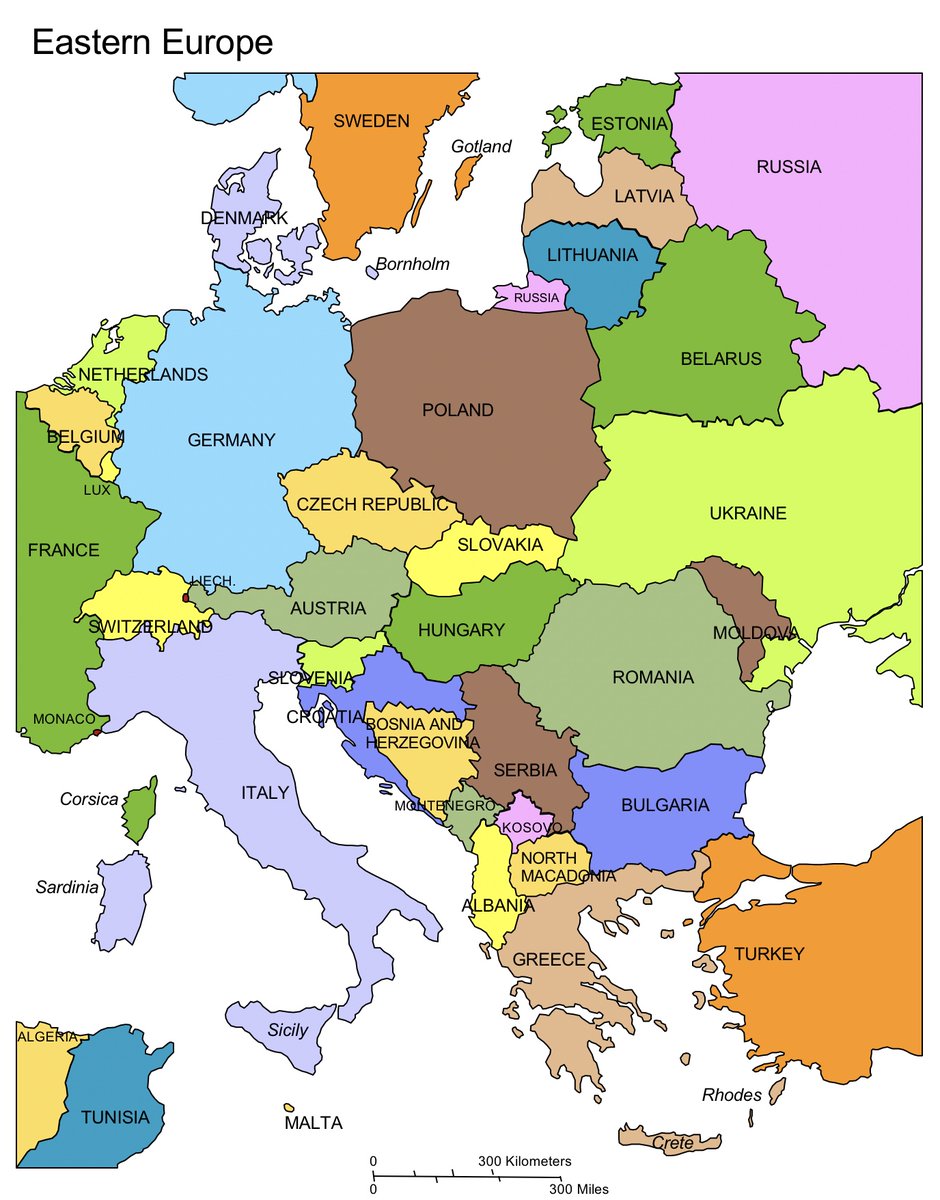 Eastern Europe
SWEDEN
ESTONIA
Gotland
RUSSIA
LATVIA
DENMARK
LITHUANIA
Bornholm
RUSSIA
BELARUS
NETHERLANDS
POLAND
BELGIUM
GERMANY
LUX
CZECH REPUBLIC
UKRAINE
SLOVAKIA
FRANCE
LIECH.
AUSTRIA
SWITZERLAND
HUNGARY
MOLDOVA
SLOVENIA
ROMANIA
MONACO
CROATIA
BOSNIA AND
HERZEGOVINA
SERBIA
ITALY
Corsica
MONTENEGRO
BULGARIA
KOSOVO
NORTH
MACADONIA
Sardinia
ALBANIA
GREECE
TURKEY
Sicily
ALGERIA
Rhodes
TUNISIA
MALTA
Crete
0 300 Kilometers
0 300 Miles